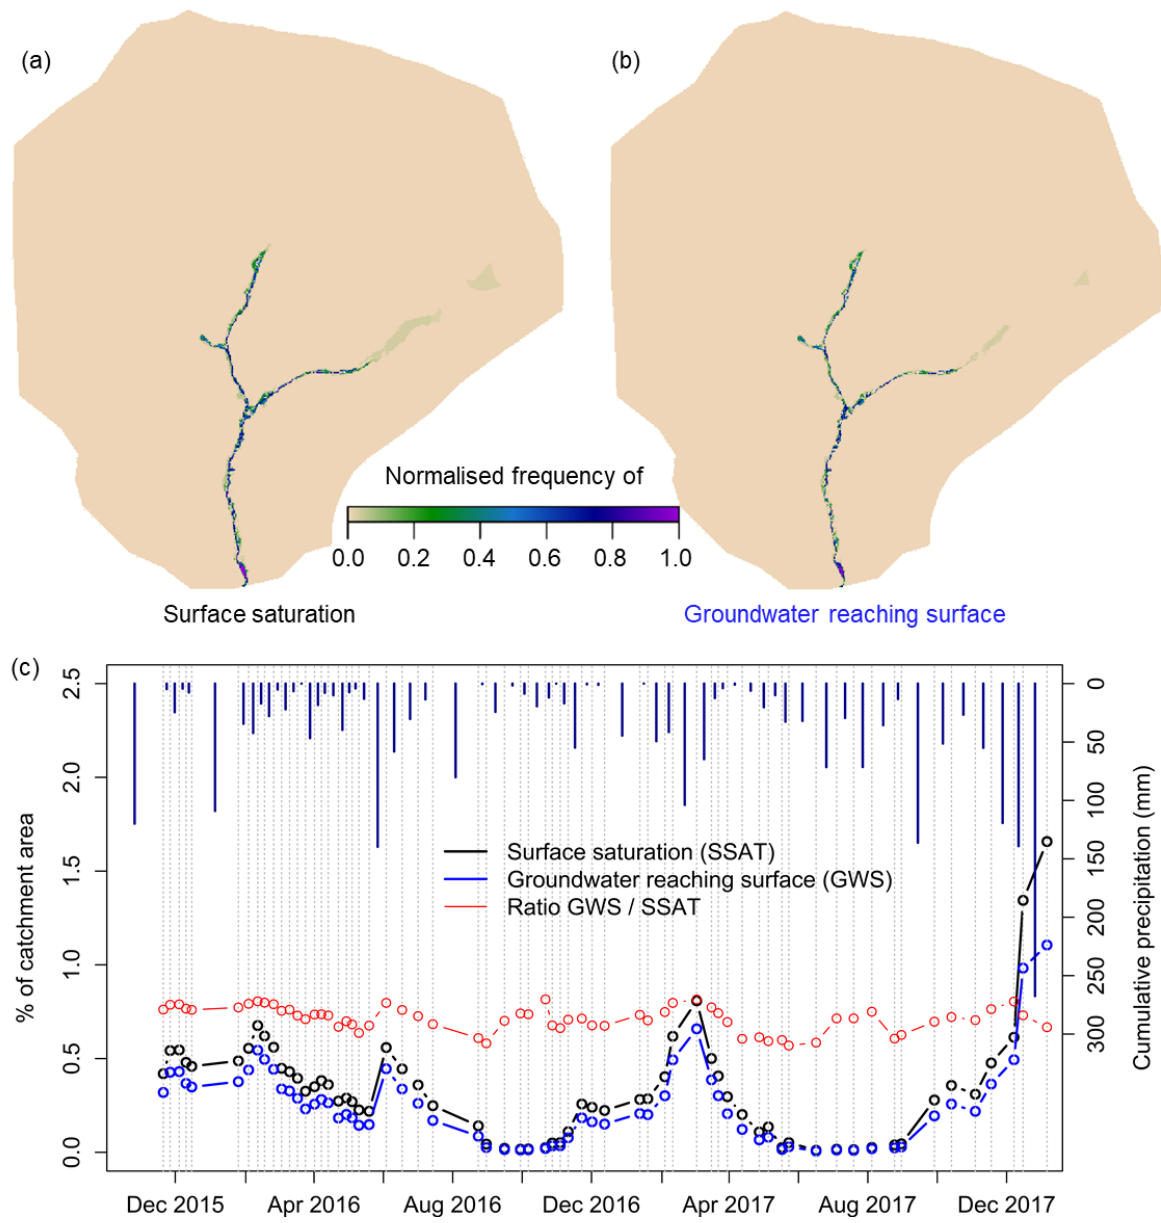 (a)
(b)
Normalised frequency of
0.0 0.2 0.4 0.6 0.8 1.0
Surface saturation
Groundwater reaching surface
(c)
% of catchment area
2.5
2.0
1.5
1.0
0.5
0.0
Surface saturation (SSAT)
Groundwater reaching surface (GWS)
Ratio GWS / SSAT
0
50
100
150
200
250
300
Cumulative precipitation (mm)
Dec 2015 Apr 2016 Aug 2016 Dec 2016 Apr 2017 Aug 2017 Dec 2017